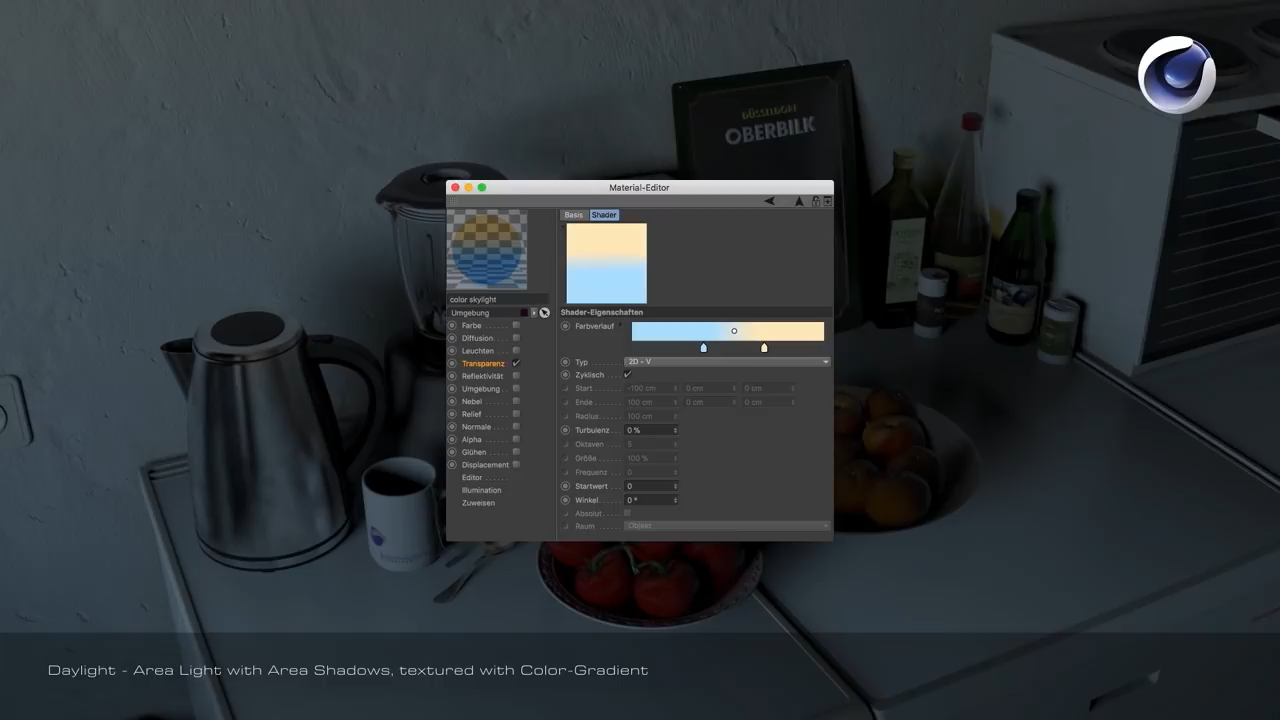 DÜSSELDORF
OBERBILK
Material-Editor
Basis
Shader
color skylight
Umgebung
Farbe
Diffusion
Leuchten
Transparenz
Reflektivität
Umgebung
Nebel
Relief
Normale
Alpha
Glühen
Displacement
Editor
Illumination
Zuweisen
Shader-Eigenschaften
Farbverlauf
Typ 2D - V
Zyklisch
Start -100 cm 0 cm 0 cm
Ende 100 cm 0 cm 0 cm
Radius 100 cm
Turbulenz 0 %
Oktaven 5
Größe 100 %
Frequenz 0
Startwert 0
Winkel 0 °
Absolut
Raum Objekt
Daylight - Area Light with Area Shadows, textured with Color-Gradient